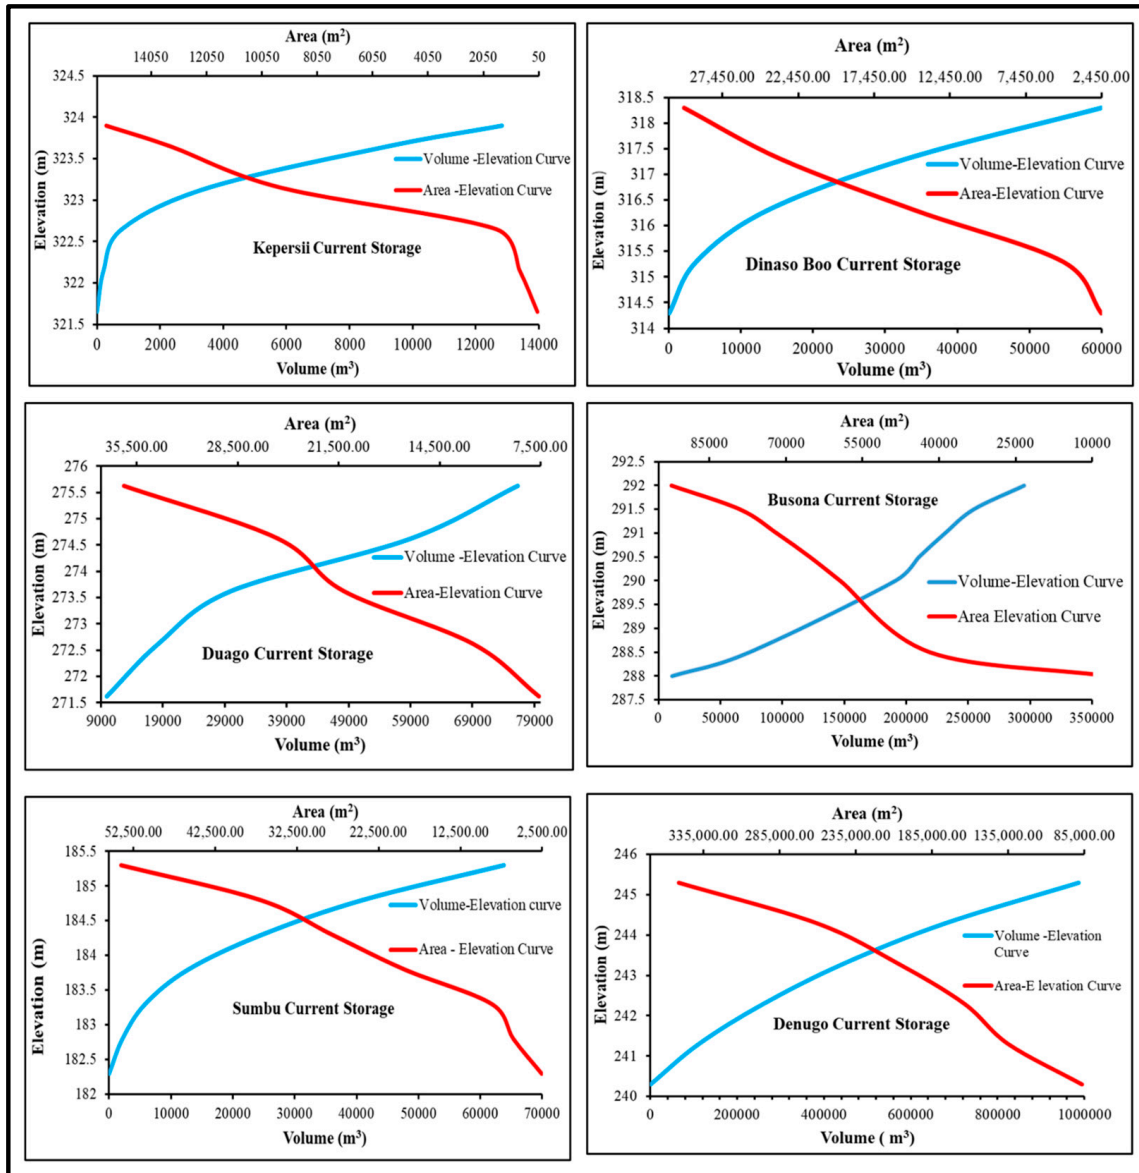 Area (m²)
14050 12050 10050 8050 6050 4050 2050 50
324.5
324
323.5
323
322.5
322
321.5
Elevation (m)
Volume -Elevation Curve
Area -Elevation Curve
Kepersii Current Storage
0 2000 4000 6000 8000 10000 12000 14000
Volume (m³)
Area (m²)
27,450.00 22,450.00 17,450.00 12,450.00 7,450.00 2,450.00
318.5
318
317.5
317
316.5
316
315.5
315
314.5
314
Elevation (m)
Volume-Elevation Curve
Area-Elevation Curve
Dinaso Boo Current Storage
0 10000 20000 30000 40000 50000 60000
Volume (m³)
Area (m²)
35,500.00 28,500.00 21,500.00 14,500.00 7,500.00
276
275.5
275
274.5
274
273.5
273
272.5
272
271.5
Elevation (m)
Volume -Elevation Curve
Area-Elevation Curve
Duago Current Storage
9000 19000 29000 39000 49000 59000 69000 79000
Volume (m³)
Area (m²)
85000 70000 55000 40000 25000 10000
292.5
292
291.5
291
290.5
290
289.5
289
288.5
288
287.5
Elevation (m)
Busona Current Storage
Volume-Elevation Curve
Area Elevation Curve
0 50000 100000 150000 200000 250000 300000 350000
Volume (m³)
Area (m²)
52,500.00 42,500.00 32,500.00 22,500.00 12,500.00 2,500.00
185.5
185
184.5
184
183.5
183
182.5
182
Elevation (m)
Volume-Elevation curve
Area - Elevation Curve
Sumbu Current Storage
0 10000 20000 30000 40000 50000 60000 70000
Volume (m³)
Area (m²)
335,000.00 285,000.00 235,000.00 185,000.00 135,000.00 85,000.00
246
245
244
243
242
241
240
Elevation (m)
Volume -Elevation
Curve
Area-E levation Curve
Denugo Current Storage
0 200000 400000 600000 800000 1000000
Volume ( m³)